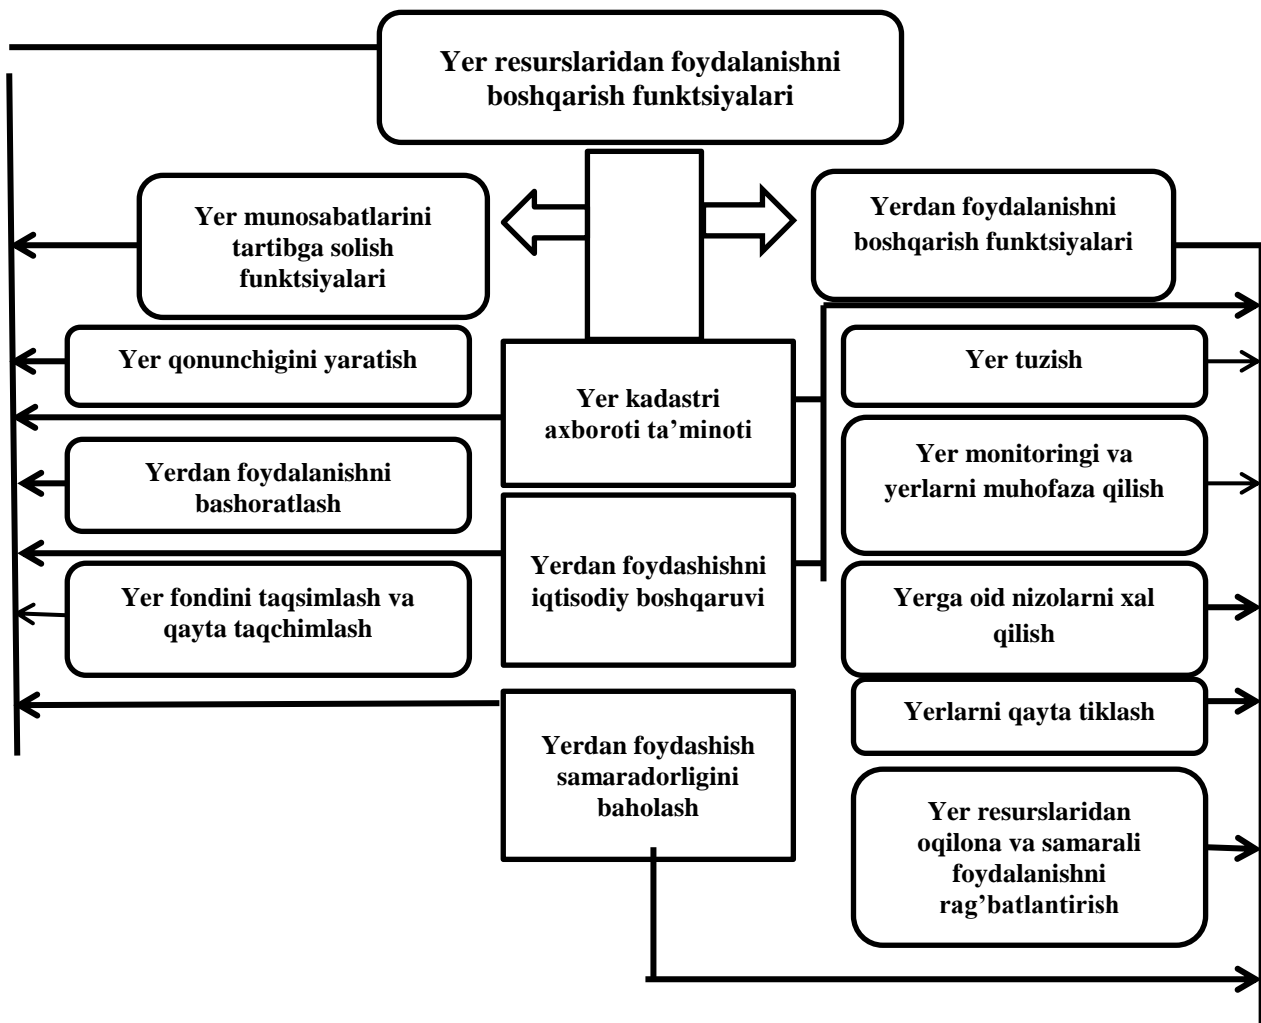 Yer resurslaridan foydalanishni
boshqarish funktsiyalari
Yer munosabatlarini
tartibga solish
funktsiyalari
Yerdan foydalanishni
boshqarish funktsiyalari
Yer qonunchigini yaratish
Yer kadastri
axboroti ta’minoti
Yer tuzish
Yerdan foydalanishni
bashoratlash
Yer monitoringi va
yerlarni muhofaza qilish
Yer fondini taqsimlash va
qayta taqchimlash
Yerdan foydashishni
iqtisodiy boshqaruvi
Yerga oid nizolarni xal
qilish
Yerlarni qayta tiklash
Yerdan foydashish
samaradorligini
baholash
Yer resurslaridan
oqilona va samarali
foydalanishni
rag’batlantirish